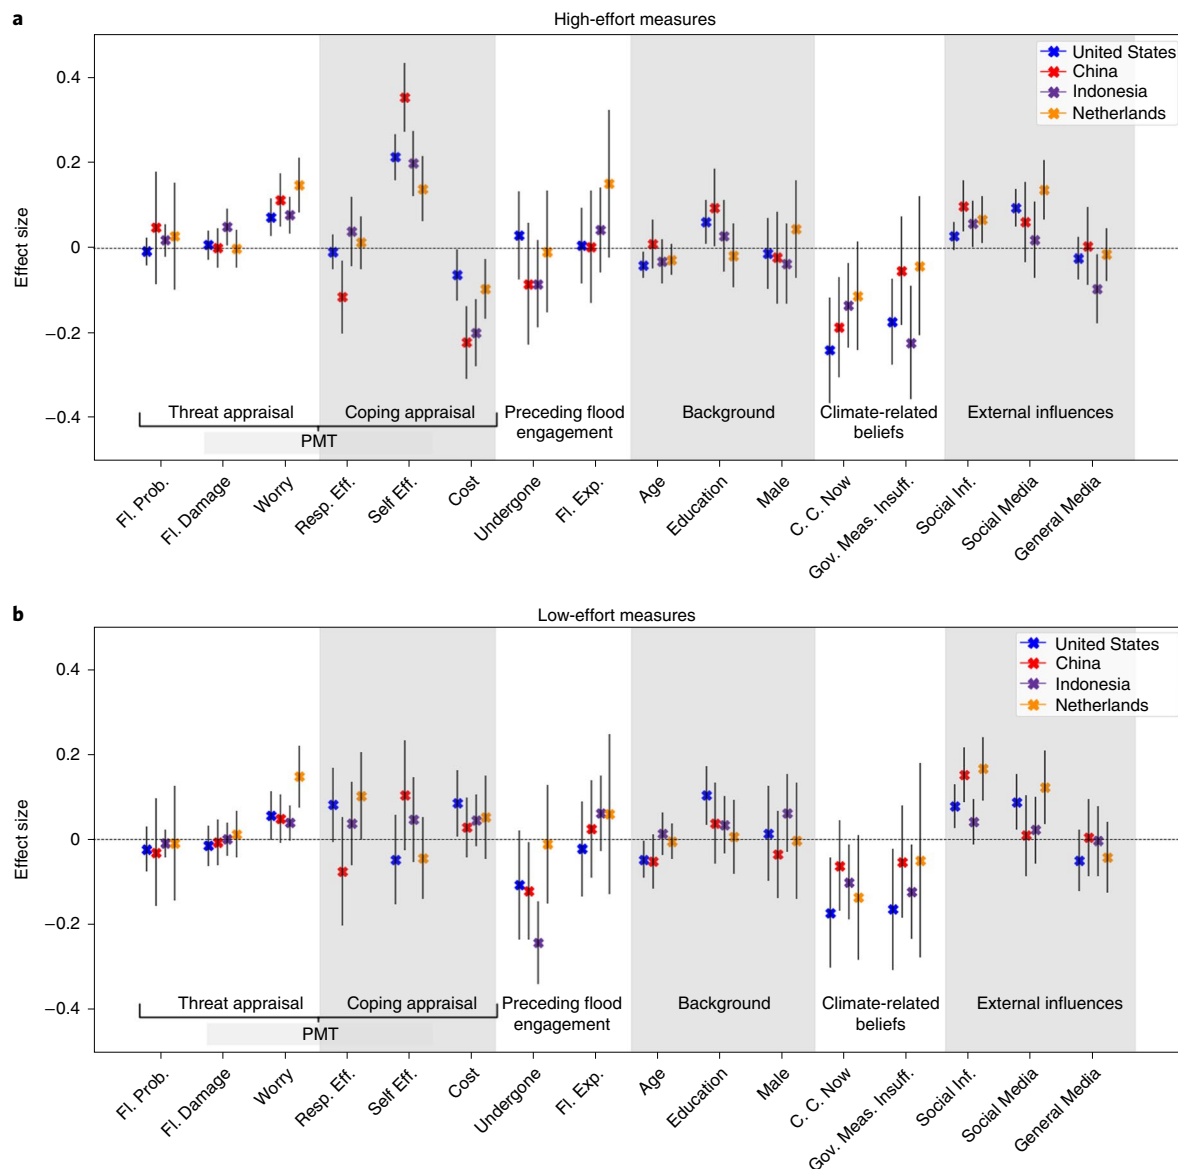 a
High-effort measures
United States
China
Indonesia
Netherlands
Effect size
0.4
0.2
0
−0.2
−0.4
Threat appraisal
Coping appraisal
Preceding flood
engagement
Background
Climate-related
beliefs
External influences
PMT
Fl. Prob.
Fl. Damage
Worry
Resp. Eff.
Self Eff.
Cost
Undergone
Fl. Exp.
Age
Education
Male
C. C. Now
Gov. Meas. Insuff.
Social Inf.
Social Media
General Media
b
Low-effort measures
United States
China
Indonesia
Netherlands
Effect size
0.4
0.2
0
−0.2
−0.4
Threat appraisal
Coping appraisal
Preceding flood
engagement
Background
Climate-related
beliefs
External influences
PMT
Fl. Prob.
Fl. Damage
Worry
Resp. Eff.
Self Eff.
Cost
Undergone
Fl. Exp.
Age
Education
Male
C. C. Now
Gov. Meas. Insuff.
Social Inf.
Social Media
General Media